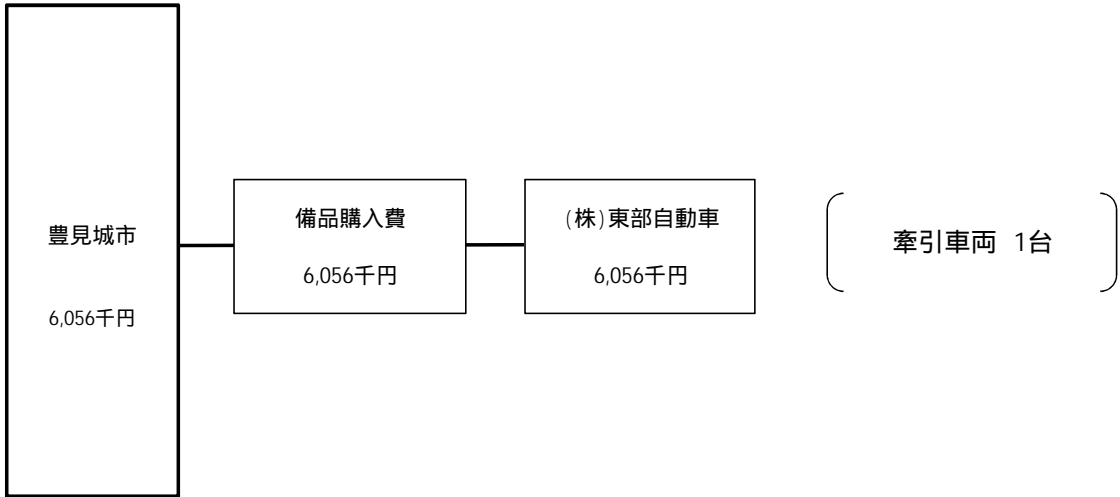 豊見城市
6,056千円
備品購入費
6,056千円
(株)東部自動車
6,056千円
牽引車両 1台